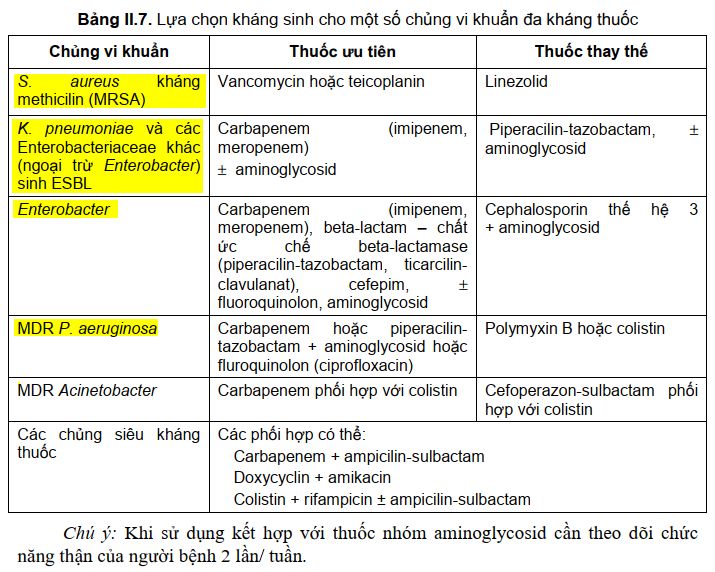 Bảng II.7. Lựa chọn kháng sinh cho một số chủng vi khuẩn đa kháng thuốc
Chủng vi khuẩn
Thuốc ưu tiên
Thuốc thay thế
S. aureus kháng
methicilin (MRSA)
Vancomycin hoặc teicoplanin
Linezolid
K. pneumoniae và các
Enterobacteriaceae khác
(ngoại trừ Enterobacter)
sinh ESBL
Carbapenem (imipenem,
meropenem)
± aminoglycosid
Piperacilin-tazobactam, ±
aminoglycosid
Enterobacter
Carbapenem (imipenem,
meropenem), beta-lactam – chất
ức chế beta-lactamase
(piperacilin-tazobactam, ticarcilin-
clavulanat), cefepim, ±
fluoroquinolon, aminoglycosid
Cephalosporin thế hệ 3
+ aminoglycosid
MDR P. aeruginosa
Carbapenem hoặc piperacilin-
tazobactam + aminoglycosid hoặc
fluroquinolon (ciprofloxacin)
Polymyxin B hoặc colistin
MDR Acinetobacter
Carbapenem phối hợp với colistin
Cefoperazon-sulbactam phối
hợp với colistin
Các chủng siêu kháng
thuốc
Các phối hợp có thể:
Carbapenem + ampicilin-sulbactam
Doxycyclin + amikacin
Colistin + rifampicin ± ampicilin-sulbactam
Chú ý: Khi sử dụng kết hợp với thuốc nhóm aminoglycosid cần theo dõi chức
năng thận của người bệnh 2 lần/ tuần.